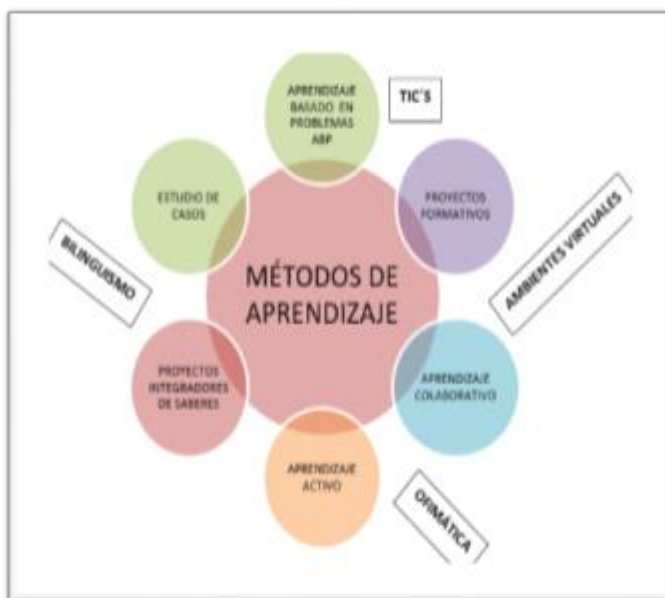 APRENDIZAJE
BASADO EN
PROBLEMAS
ABP
TIC´S
PROYECTOS
FORMATIVOS
AMBIENTES VIRTUALES
APRENDIZAJE
COLABORATIVO
OFIMÁTICA
APRENDIZAJE
ACTIVO
PROYECTOS
INTEGRADORES
DE SABERES
BILINGUISMO
ESTUDIO DE
CASOS
MÉTODOS DE
APRENDIZAJE